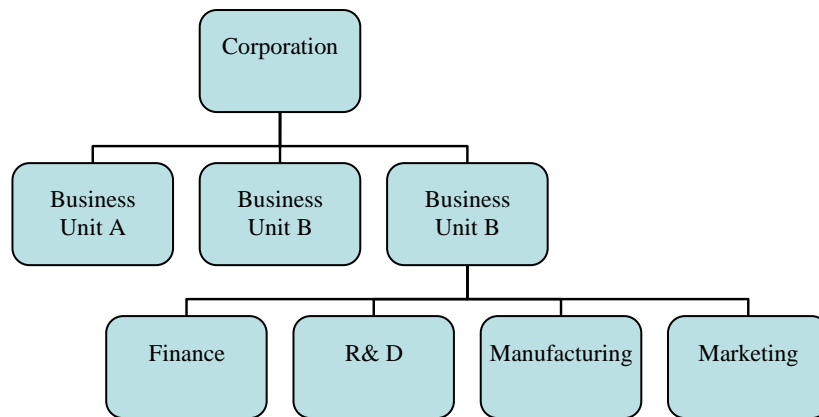 Corporation
Business
Unit A
Business
Unit B
Business
Unit B
Finance
R& D
Manufacturing
Marketing